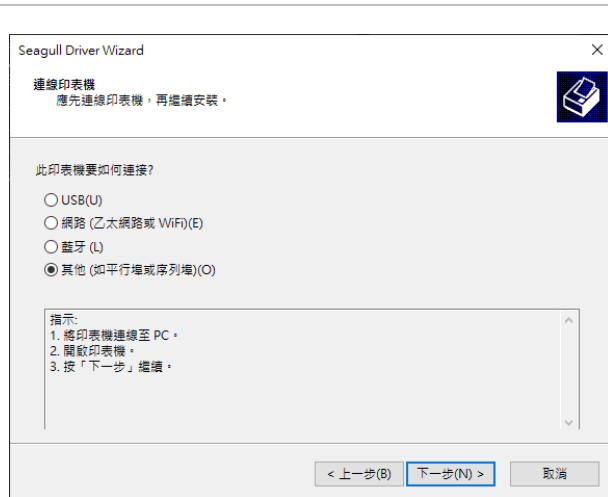 Seagull Driver Wizard
連線印表機
應先連線印表機，再繼續安裝。
此印表機要如何連接?
USB(U)
網路 (乙太網路或 WiFi)(E)
藍牙 (L)
其他 (如平行埠或序列埠)(O)
指示:
1. 將印表機連線至 PC。
2. 開啟印表機。
3. 按「下一步」繼續。
< 上一步(B) 下一步(N) > 取消